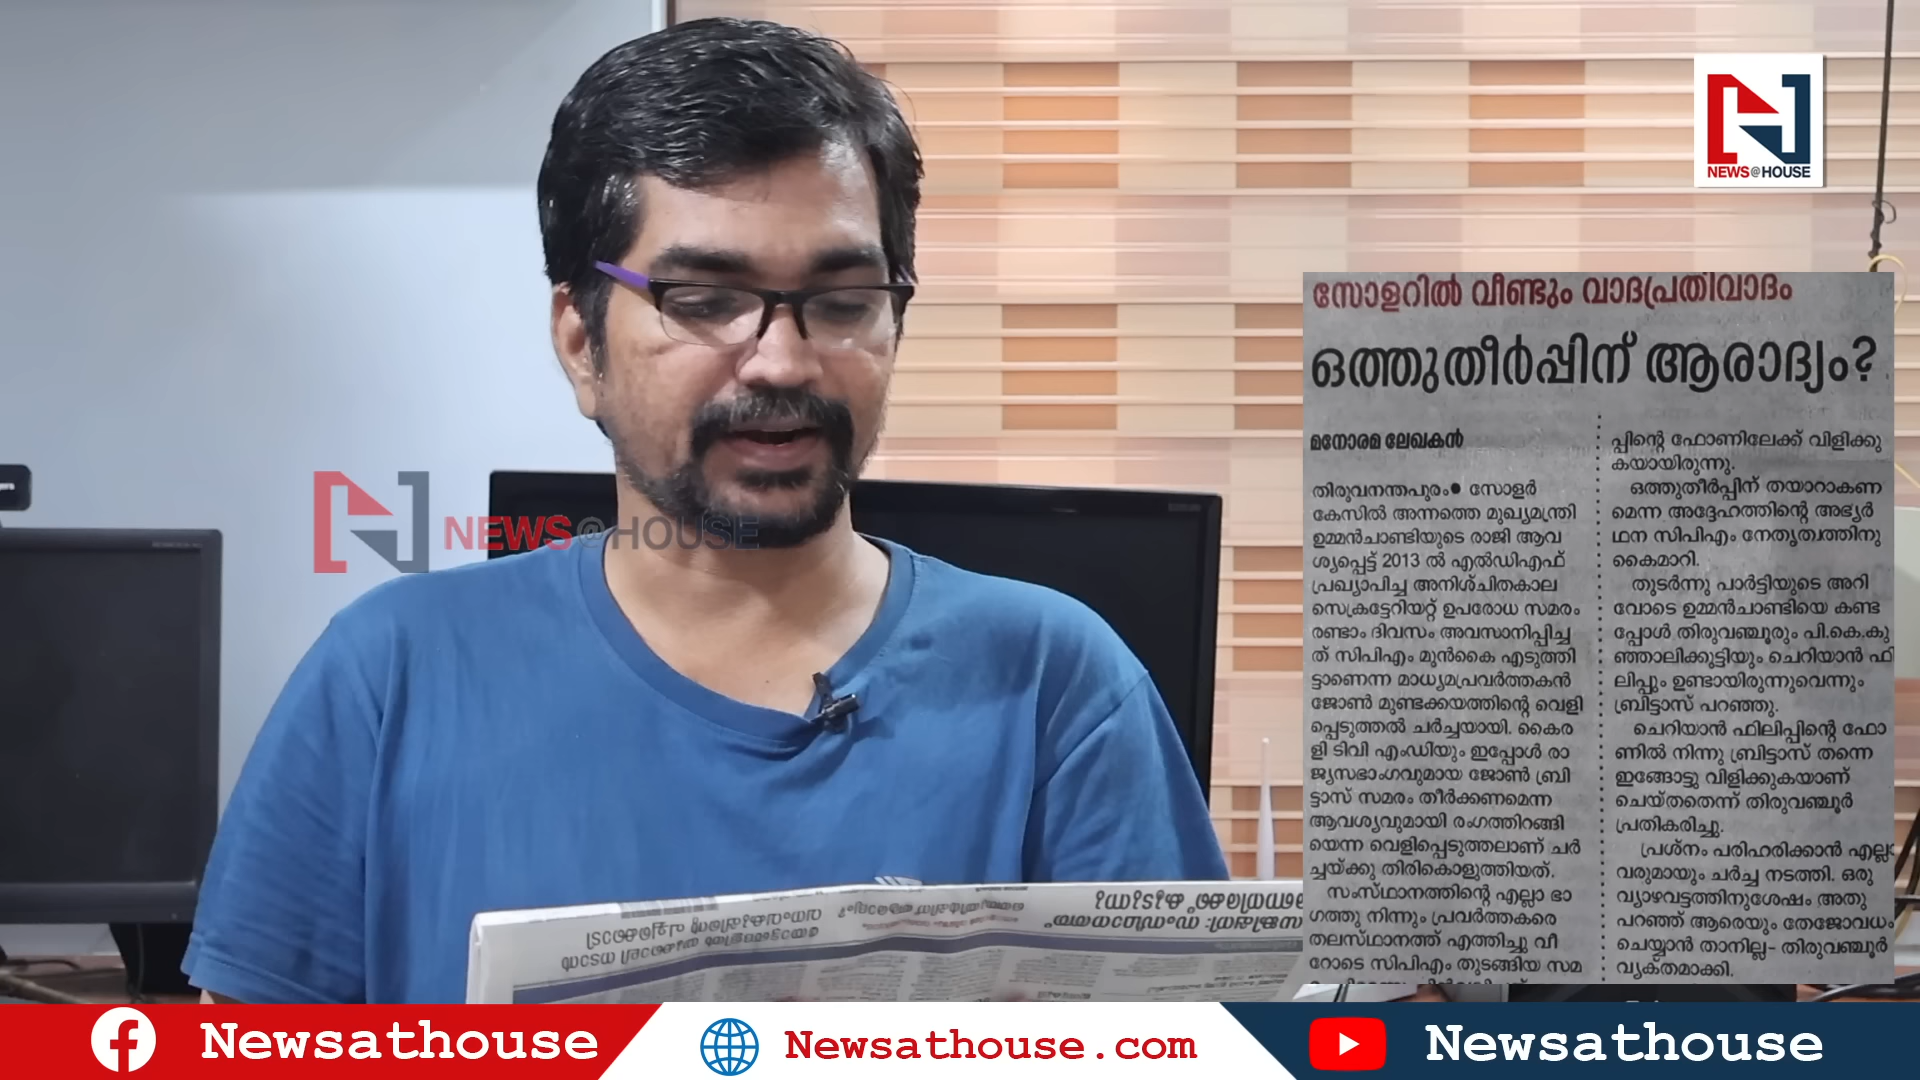 NEWS@HOUSE
NEWS@HOUSE
സോളറിൽ വീണ്ടും വാദപ്രതിവാദം
ഒത്തുതീർപ്പിന് ആരാദ്യം?
മനോരമ ലേഖകൻ
തിരുവനന്തപുരം● സോളർ
കേസിൽ അന്നത്തെ മുഖ്യമന്ത്രി
ഉമ്മൻചാണ്ടിയുടെ രാജി ആവ
ശ്യപ്പെട്ട് 2013 ൽ എൽഡിഎഫ്
പ്രഖ്യാപിച്ച അനിശ്ചിതകാല
സെക്രട്ടേറിയറ്റ് ഉപരോധ സമരം
രണ്ടാം ദിവസം അവസാനിപ്പിച്ച
ത് സിപിഎം മുൻകൈ എടുത്തി
ട്ടാണെന്ന മാധ്യമപ്രവർത്തകൻ
ജോൺ മുണ്ടക്കയത്തിന്റെ വെളി
പ്പെടുത്തൽ ചർച്ചയായി. കൈര
ളി ടിവി എംഡിയും ഇപ്പോൾ രാ
ജ്യസഭാംഗവുമായ ജോൺ ബ്രി
ട്ടാസ് സമരം തീർക്കണമെന്ന
ആവശ്യവുമായി രംഗത്തിറങ്ങി
യെന്ന വെളിപ്പെടുത്തലാണ് ചർ
ച്ചയ്ക്കു തിരികൊളുത്തിയത്.
സംസ്ഥാനത്തിന്റെ എല്ലാ ഭാ
ഗത്തു നിന്നും പ്രവർത്തകരെ
തലസ്ഥാനത്ത് എത്തിച്ചു വീ
റോടെ സിപിഎം തുടങ്ങിയ സമ
പ്പിന്റെ ഫോണിലേക്ക് വിളിക്കു
കയായിരുന്നു.
ഒത്തുതീർപ്പിന് തയാറാകണ
മെന്ന അദ്ദേഹത്തിന്റെ അഭ്യർ
ഥന സിപിഎം നേതൃത്വത്തിനു
കൈമാറി.
തുടർന്നു പാർട്ടിയുടെ അറി
വോടെ ഉമ്മൻചാണ്ടിയെ കണ്ട
പ്പോൾ തിരുവഞ്ചൂരും പി.കെ.കു
ഞ്ഞാലിക്കുട്ടിയും ചെറിയാൻ ഫി
ലിപ്പും ഉണ്ടായിരുന്നുവെന്നും
ബ്രിട്ടാസ് പറഞ്ഞു.
ചെറിയാൻ ഫിലിപ്പിന്റെ ഫോ
ണിൽ നിന്നു ബ്രിട്ടാസ് തന്നെ
ഇങ്ങോട്ടു വിളിക്കുകയാണ്
ചെയ്തതെന്ന് തിരുവഞ്ചൂർ
പ്രതികരിച്ചു.
പ്രശ്നം പരിഹരിക്കാൻ എല്ലാ
വരുമായും ചർച്ച നടത്തി. ഒരു
വ്യാഴവട്ടത്തിനുശേഷം അതു
പറഞ്ഞ് ആരെയും തേജോവധം
ചെയ്യാൻ താനില്ല- തിരുവഞ്ചൂർ
വ്യക്തമാക്കി.
Newsathouse
Newsathouse.com
Newsathouse